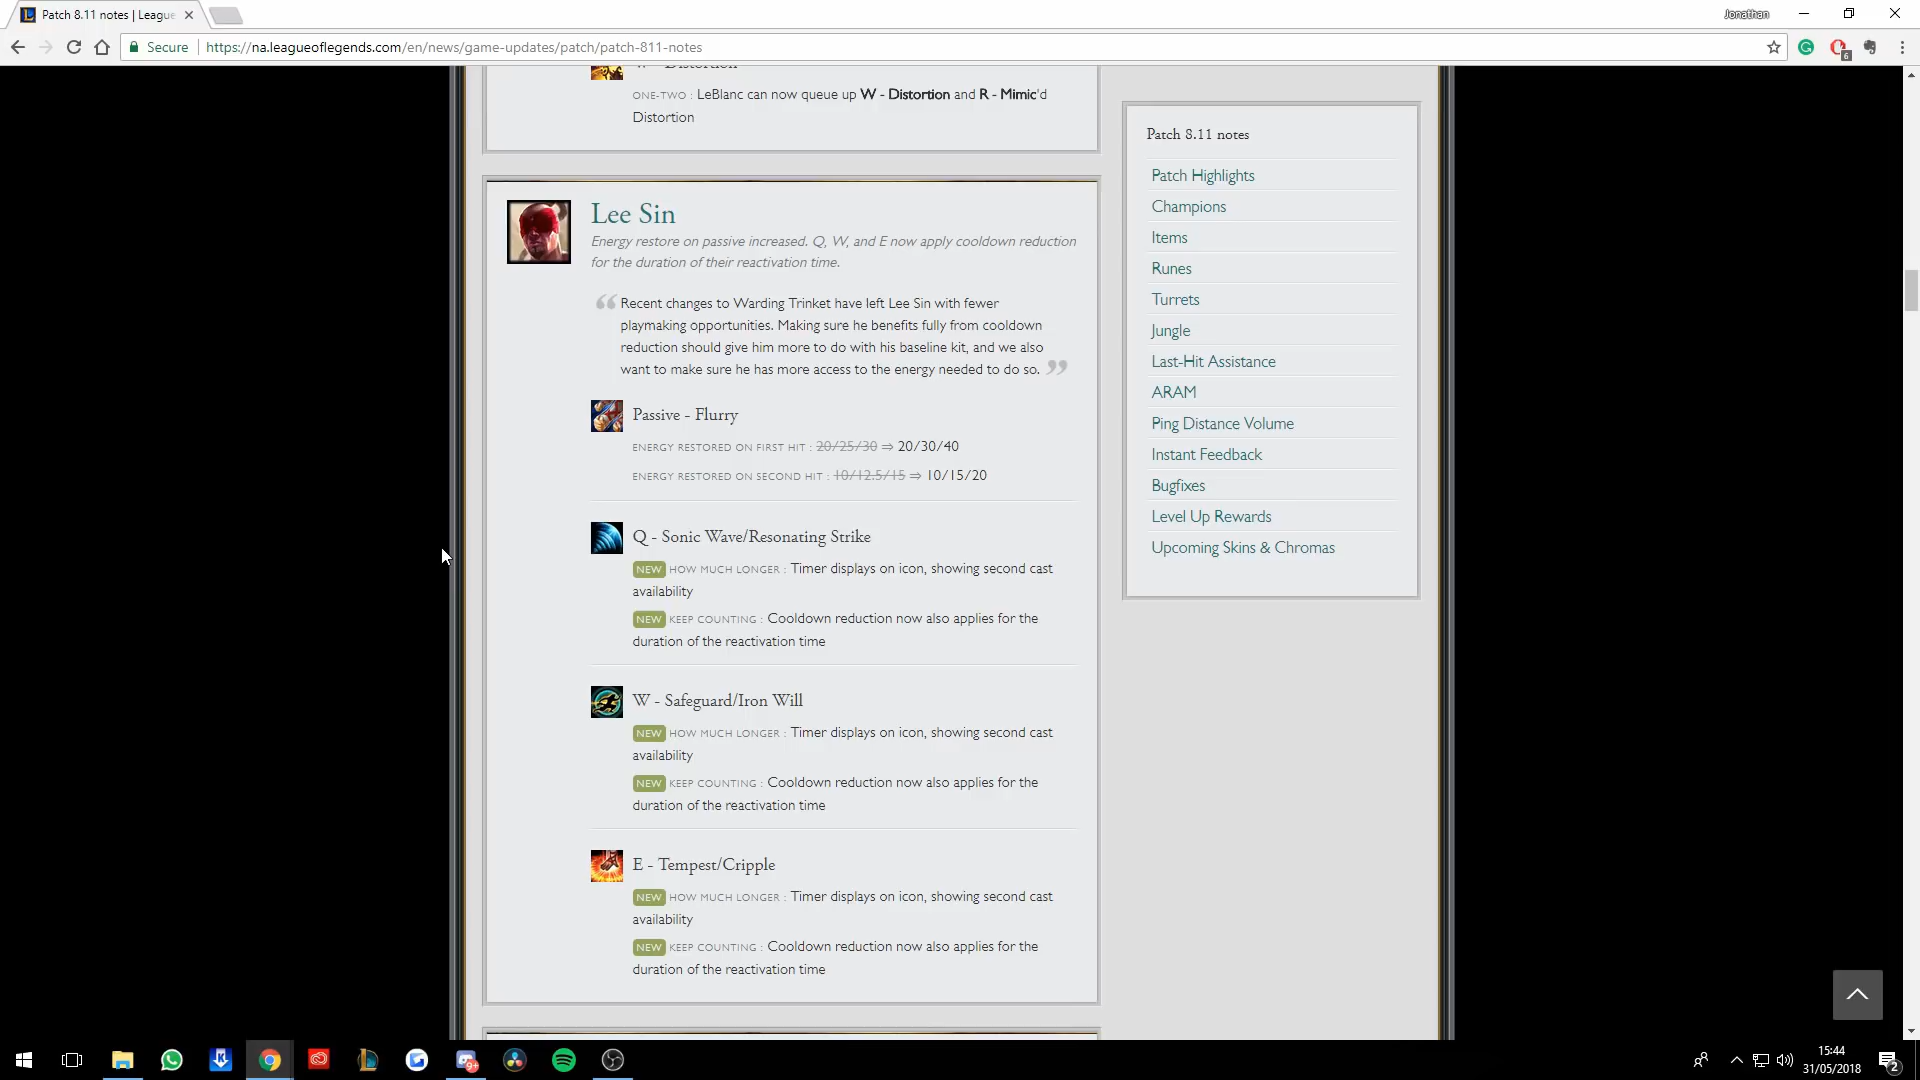 Patch 8.11 notes | League
Jonathan
Secure
https://na.leagueoflegends.com/en/news/game-updates/patch/patch-811-notes
6
W - Distortion
ONE-TWO : LeBlanc can now queue up W - Distortion and R - Mimic'd
Distortion
Lee Sin
Energy restore on passive increased. Q, W, and E now apply cooldown reduction
for the duration of their reactivation time.
Recent changes to Warding Trinket have left Lee Sin with fewer
playmaking opportunities. Making sure he benefits fully from cooldown
reduction should give him more to do with his baseline kit, and we also
want to make sure he has more access to the energy needed to do so.
Passive - Flurry
ENERGY RESTORED ON FIRST HIT : 20/25/30 ⇒ 20/30/40
ENERGY RESTORED ON SECOND HIT : 10/12.5/15 ⇒ 10/15/20
Q - Sonic Wave/Resonating Strike
NEW HOW MUCH LONGER : Timer displays on icon, showing second cast
availability
NEW KEEP COUNTING : Cooldown reduction now also applies for the
duration of the reactivation time
W - Safeguard/Iron Will
NEW HOW MUCH LONGER : Timer displays on icon, showing second cast
availability
NEW KEEP COUNTING : Cooldown reduction now also applies for the
duration of the reactivation time
E - Tempest/Cripple
NEW HOW MUCH LONGER : Timer displays on icon, showing second cast
availability
NEW KEEP COUNTING : Cooldown reduction now also applies for the
duration of the reactivation time
Patch 8.11 notes
Patch Highlights
Champions
Items
Runes
Turrets
Jungle
Last-Hit Assistance
ARAM
Ping Distance Volume
Instant Feedback
Bugfixes
Level Up Rewards
Upcoming Skins & Chromas
9+
15:44
31/05/2018
2